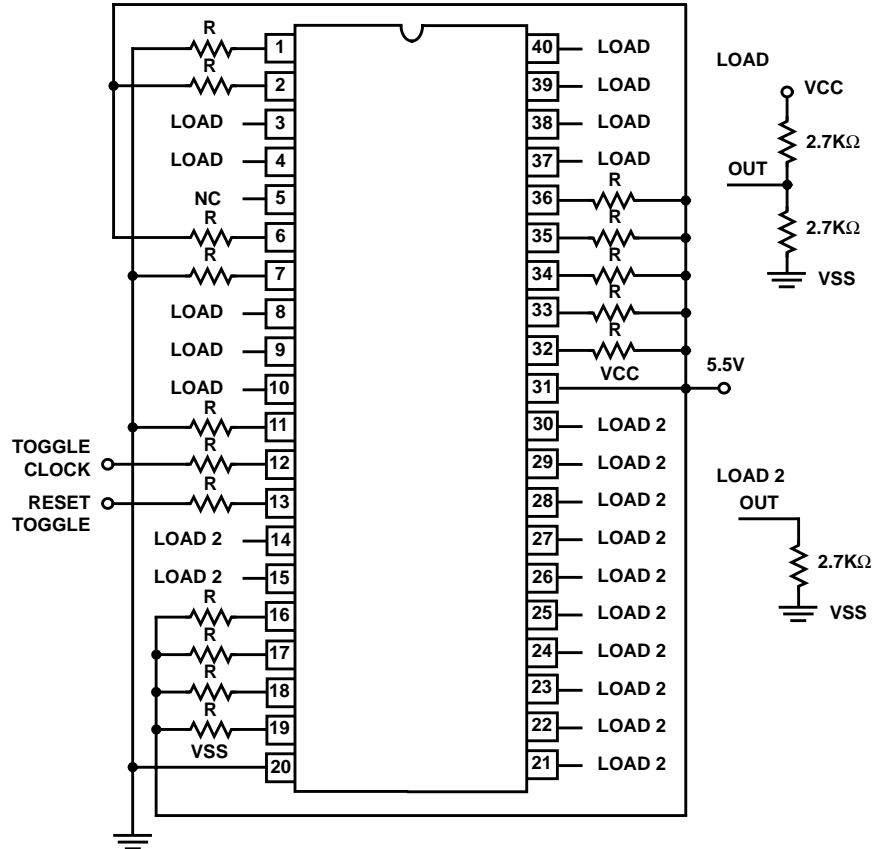 R
1
R
2
LOAD
3
LOAD
4
NC
5
R
6
R
7
LOAD
8
LOAD
9
LOAD
10
R
11
TOGGLE
CLOCK
R
12
RESET
TOGGLE
R
13
LOAD 2
14
LOAD 2
15
R
16
R
17
R
18
R
19
VSS
20
40
LOAD
39
LOAD
38
LOAD
37
LOAD
R
36
R
35
R
34
R
33
R
32
VCC
31
5.5V
30
LOAD 2
29
LOAD 2
28
LOAD 2
27
LOAD 2
26
LOAD 2
25
LOAD 2
24
LOAD 2
23
LOAD 2
22
LOAD 2
21
LOAD 2
LOAD
VCC
2.7KΩ
OUT
2.7KΩ
VSS
LOAD 2
OUT
2.7KΩ
VSS